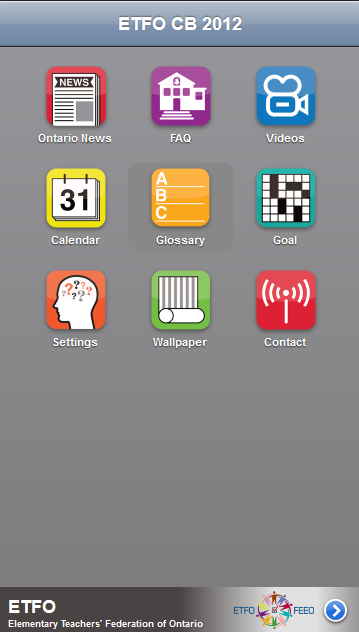 ETFO CB 2012
NEWS
Ontario News
FAQ
Videos
31
A
B
C
Calendar
Glossary
Goal
? ? ? ? ? ?
Settings
Wallpaper
Contact
ETFO
Elementary Teachers' Federation of Ontario
ETFO FEEO